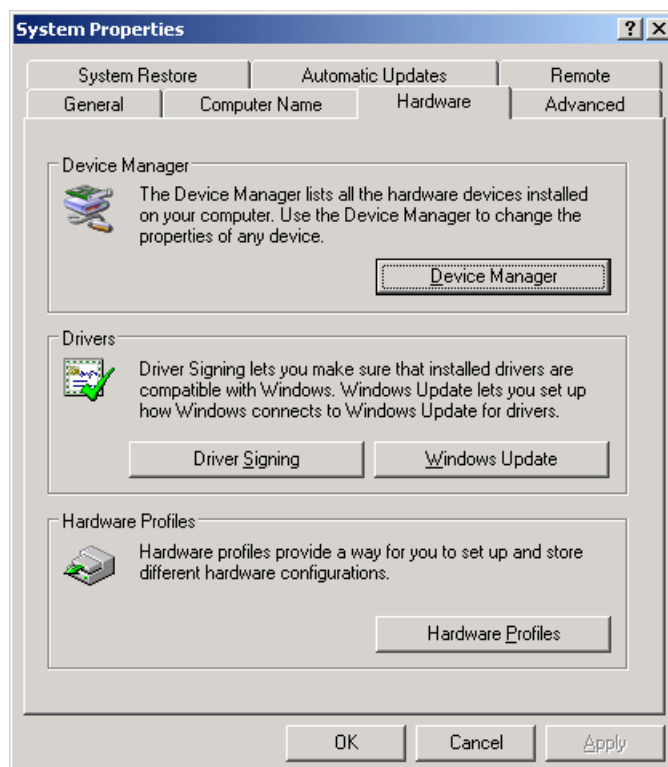 System Properties
System Restore
Automatic Updates
Remote
General
Computer Name
Hardware
Advanced
Device Manager
The Device Manager lists all the hardware devices installed
on your computer. Use the Device Manager to change the
properties of any device.
Device Manager
Drivers
Driver Signing lets you make sure that installed drivers are
compatible with Windows. Windows Update lets you set up
how Windows connects to Windows Update for drivers.
Driver Signing
Windows Update
Hardware Profiles
Hardware profiles provide a way for you to set up and store
different hardware configurations.
Hardware Profiles
OK
Cancel
Apply